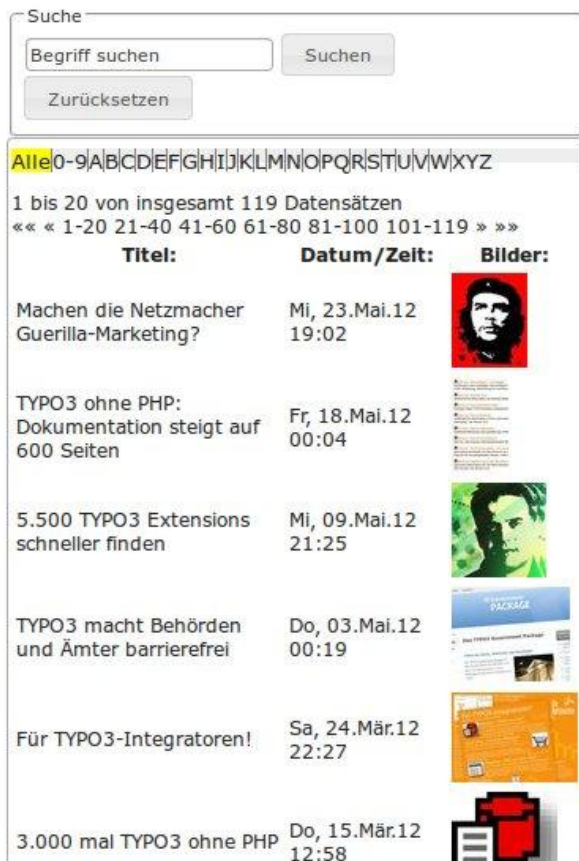 Suche
Begriff suchen Suchen
Zurücksetzen
Alle|0-9|A|B|C|D|E|F|G|H|I|J|K|L|M|N|O|P|Q|R|S|T|U|V|W|XYZ
1 bis 20 von insgesamt 119 Datensätzen
«« « 1-20 21-40 41-60 61-80 81-100 101-119 » »»
Titel: Datum/Zeit: Bilder:
Machen die Netzmacher
Guerilla-Marketing?
Mi, 23.Mai.12
19:02
TYPO3 ohne PHP:
Dokumentation steigt auf
600 Seiten
Fr, 18.Mai.12
00:04
5.500 TYPO3 Extensions
schneller finden
Mi, 09.Mai.12
21:25
TYPO3 macht Behörden
und Ämter barrierefrei
Do, 03.Mai.12
00:19
PACKAGE
Für TYPO3-Integratoren!
Sa, 24.Mär.12
22:27
3.000 mal TYPO3 ohne PHP
Do, 15.Mär.12
12:58